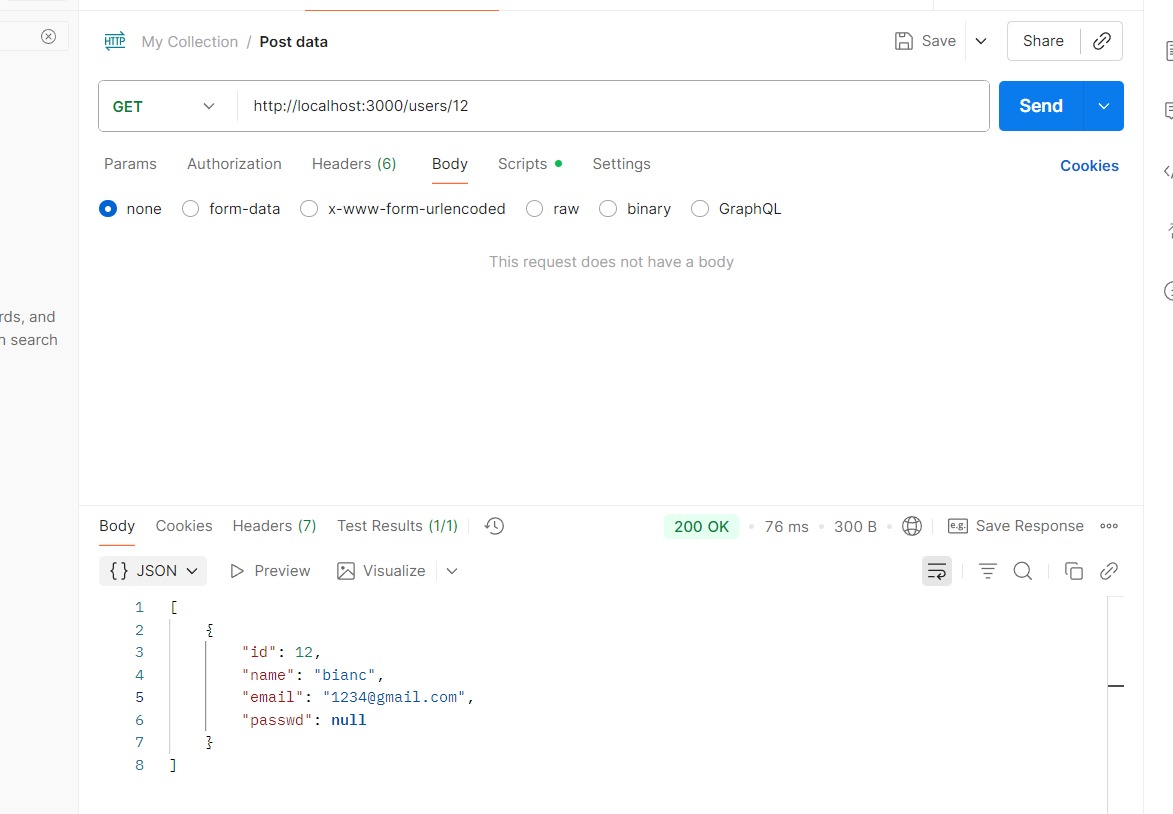 HTTP My Collection / Post data Save Share
GET http://localhost:3000/users/12 Send
Params Authorization Headers (6) Body Scripts Settings Cookies
none form-data x-www-form-urlencoded raw binary GraphQL
This request does not have a body
rds, and
search
Body Cookies Headers (7) Test Results (1/1) 200 OK 76 ms 300 B e.g. Save Response
{} JSON Preview Visualize
1 [
2 {
3 "id": 12,
4 "name": "bianc",
5 "email": "1234@gmail.com",
6 "passwd": null
7 }
8 ]